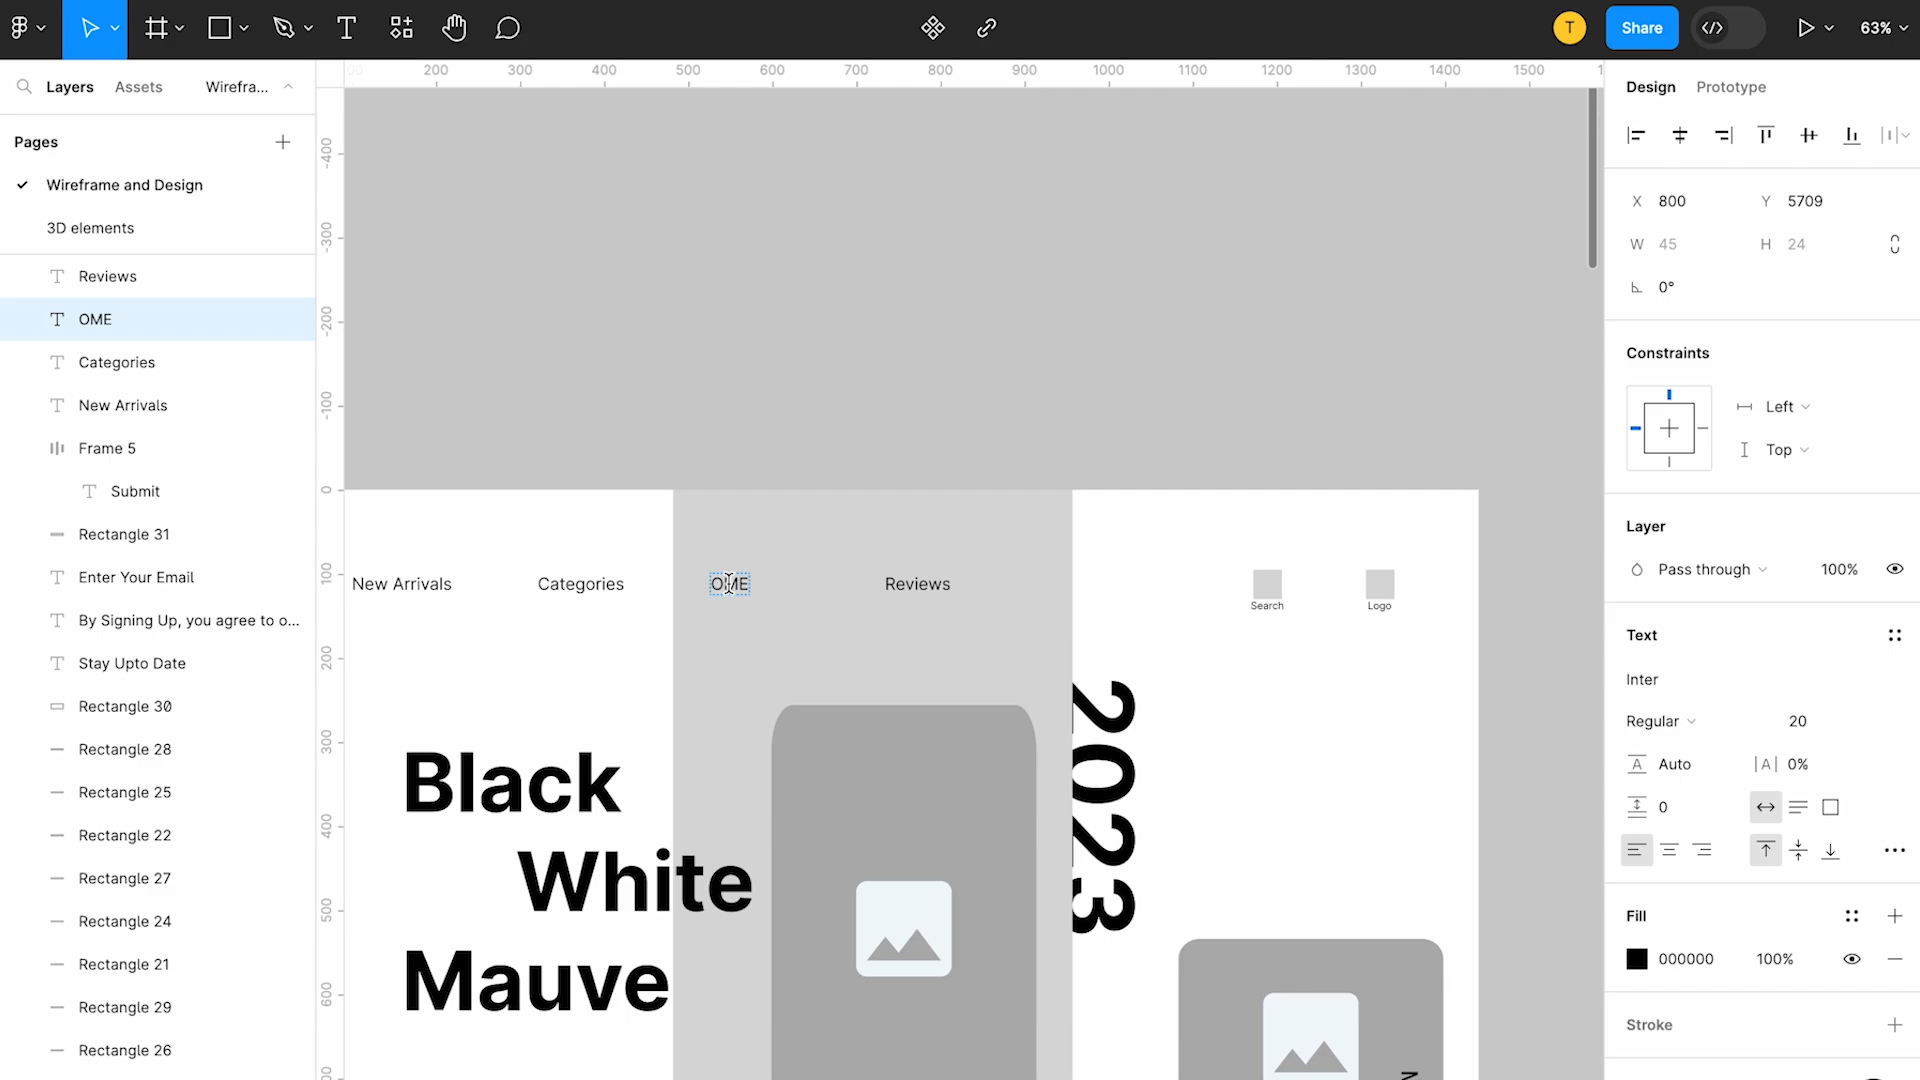 T
Share
63%
Layers
Assets
Wirefra...
Pages
Wireframe and Design
3D elements
Reviews
OME
Categories
New Arrivals
Frame 5
Submit
Rectangle 31
Enter Your Email
By Signing Up, you agree to o...
Stay Upto Date
Rectangle 30
Rectangle 28
Rectangle 25
Rectangle 22
Rectangle 27
Rectangle 24
Rectangle 21
Rectangle 29
Rectangle 26
200 300 400 500 600 700 800 900 1000 1100 1200 1300 1400 1500
-400
-300
-200
-100
0
100
200
300
400
500
600
New Arrivals
Categories
OME
Reviews
Search
Logo
Black
White
Mauve
2023
Design
Prototype
X 800
Y 5709
W 45
H 24
0°
Constraints
Left
Top
Layer
Pass through
100%
Text
Inter
Regular
20
Auto
0%
0
Fill
000000
100%
Stroke